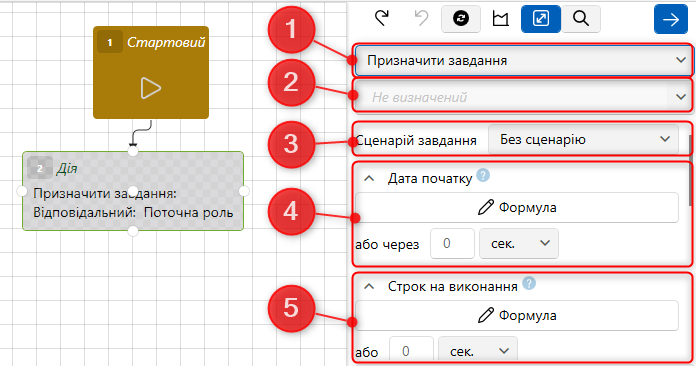 1 Стартовий
2 Дія
Призначити завдання:
Відповідальний: Поточна роль
1
Призначити завдання
2
Не визначений
3
Сценарій завдання Без сценарію
4
Дата початку ?
Формула
або через 0 сек.
5
Строк на виконання ?
Формула
або 0 сек.